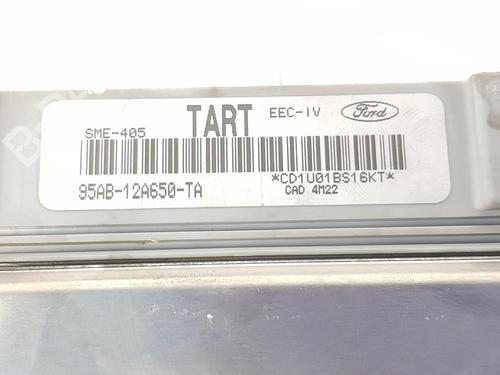 TART EEC-IV Ford
SME-405
95AB-12A650-TA *CD1U01BS16KT*
CAD 4M22